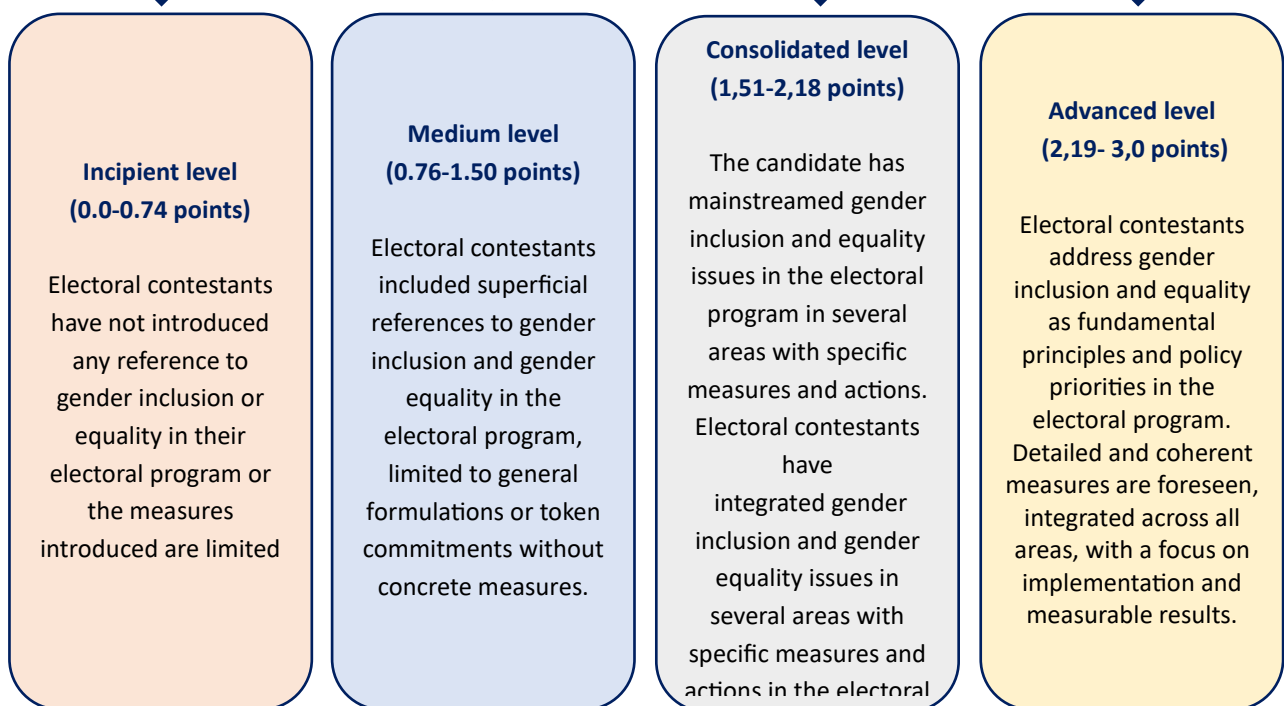 Incipient level
(0.0-0.74 points)
Electoral contestants
have not introduced
any reference to
gender inclusion or
equality in their
electoral program or
the measures
introduced are limited
Medium level
(0.76-1.50 points)
Electoral contestants
included superficial
references to gender
inclusion and gender
equality in the
electoral program,
limited to general
formulations or token
commitments without
concrete measures.
Consolidated level
(1,51-2,18 points)
The candidate has
mainstreamed gender
inclusion and equality
issues in the electoral
program in several
areas with specific
measures and actions.
Electoral contestants
have
integrated gender
inclusion and gender
equality issues in
several areas with
specific measures and
actions in the electoral
Advanced level
(2,19- 3,0 points)
Electoral contestants
address gender
inclusion and equality
as fundamental
principles and policy
priorities in the
electoral program.
Detailed and coherent
measures are foreseen,
integrated across all
areas, with a focus on
implementation and
measurable results.